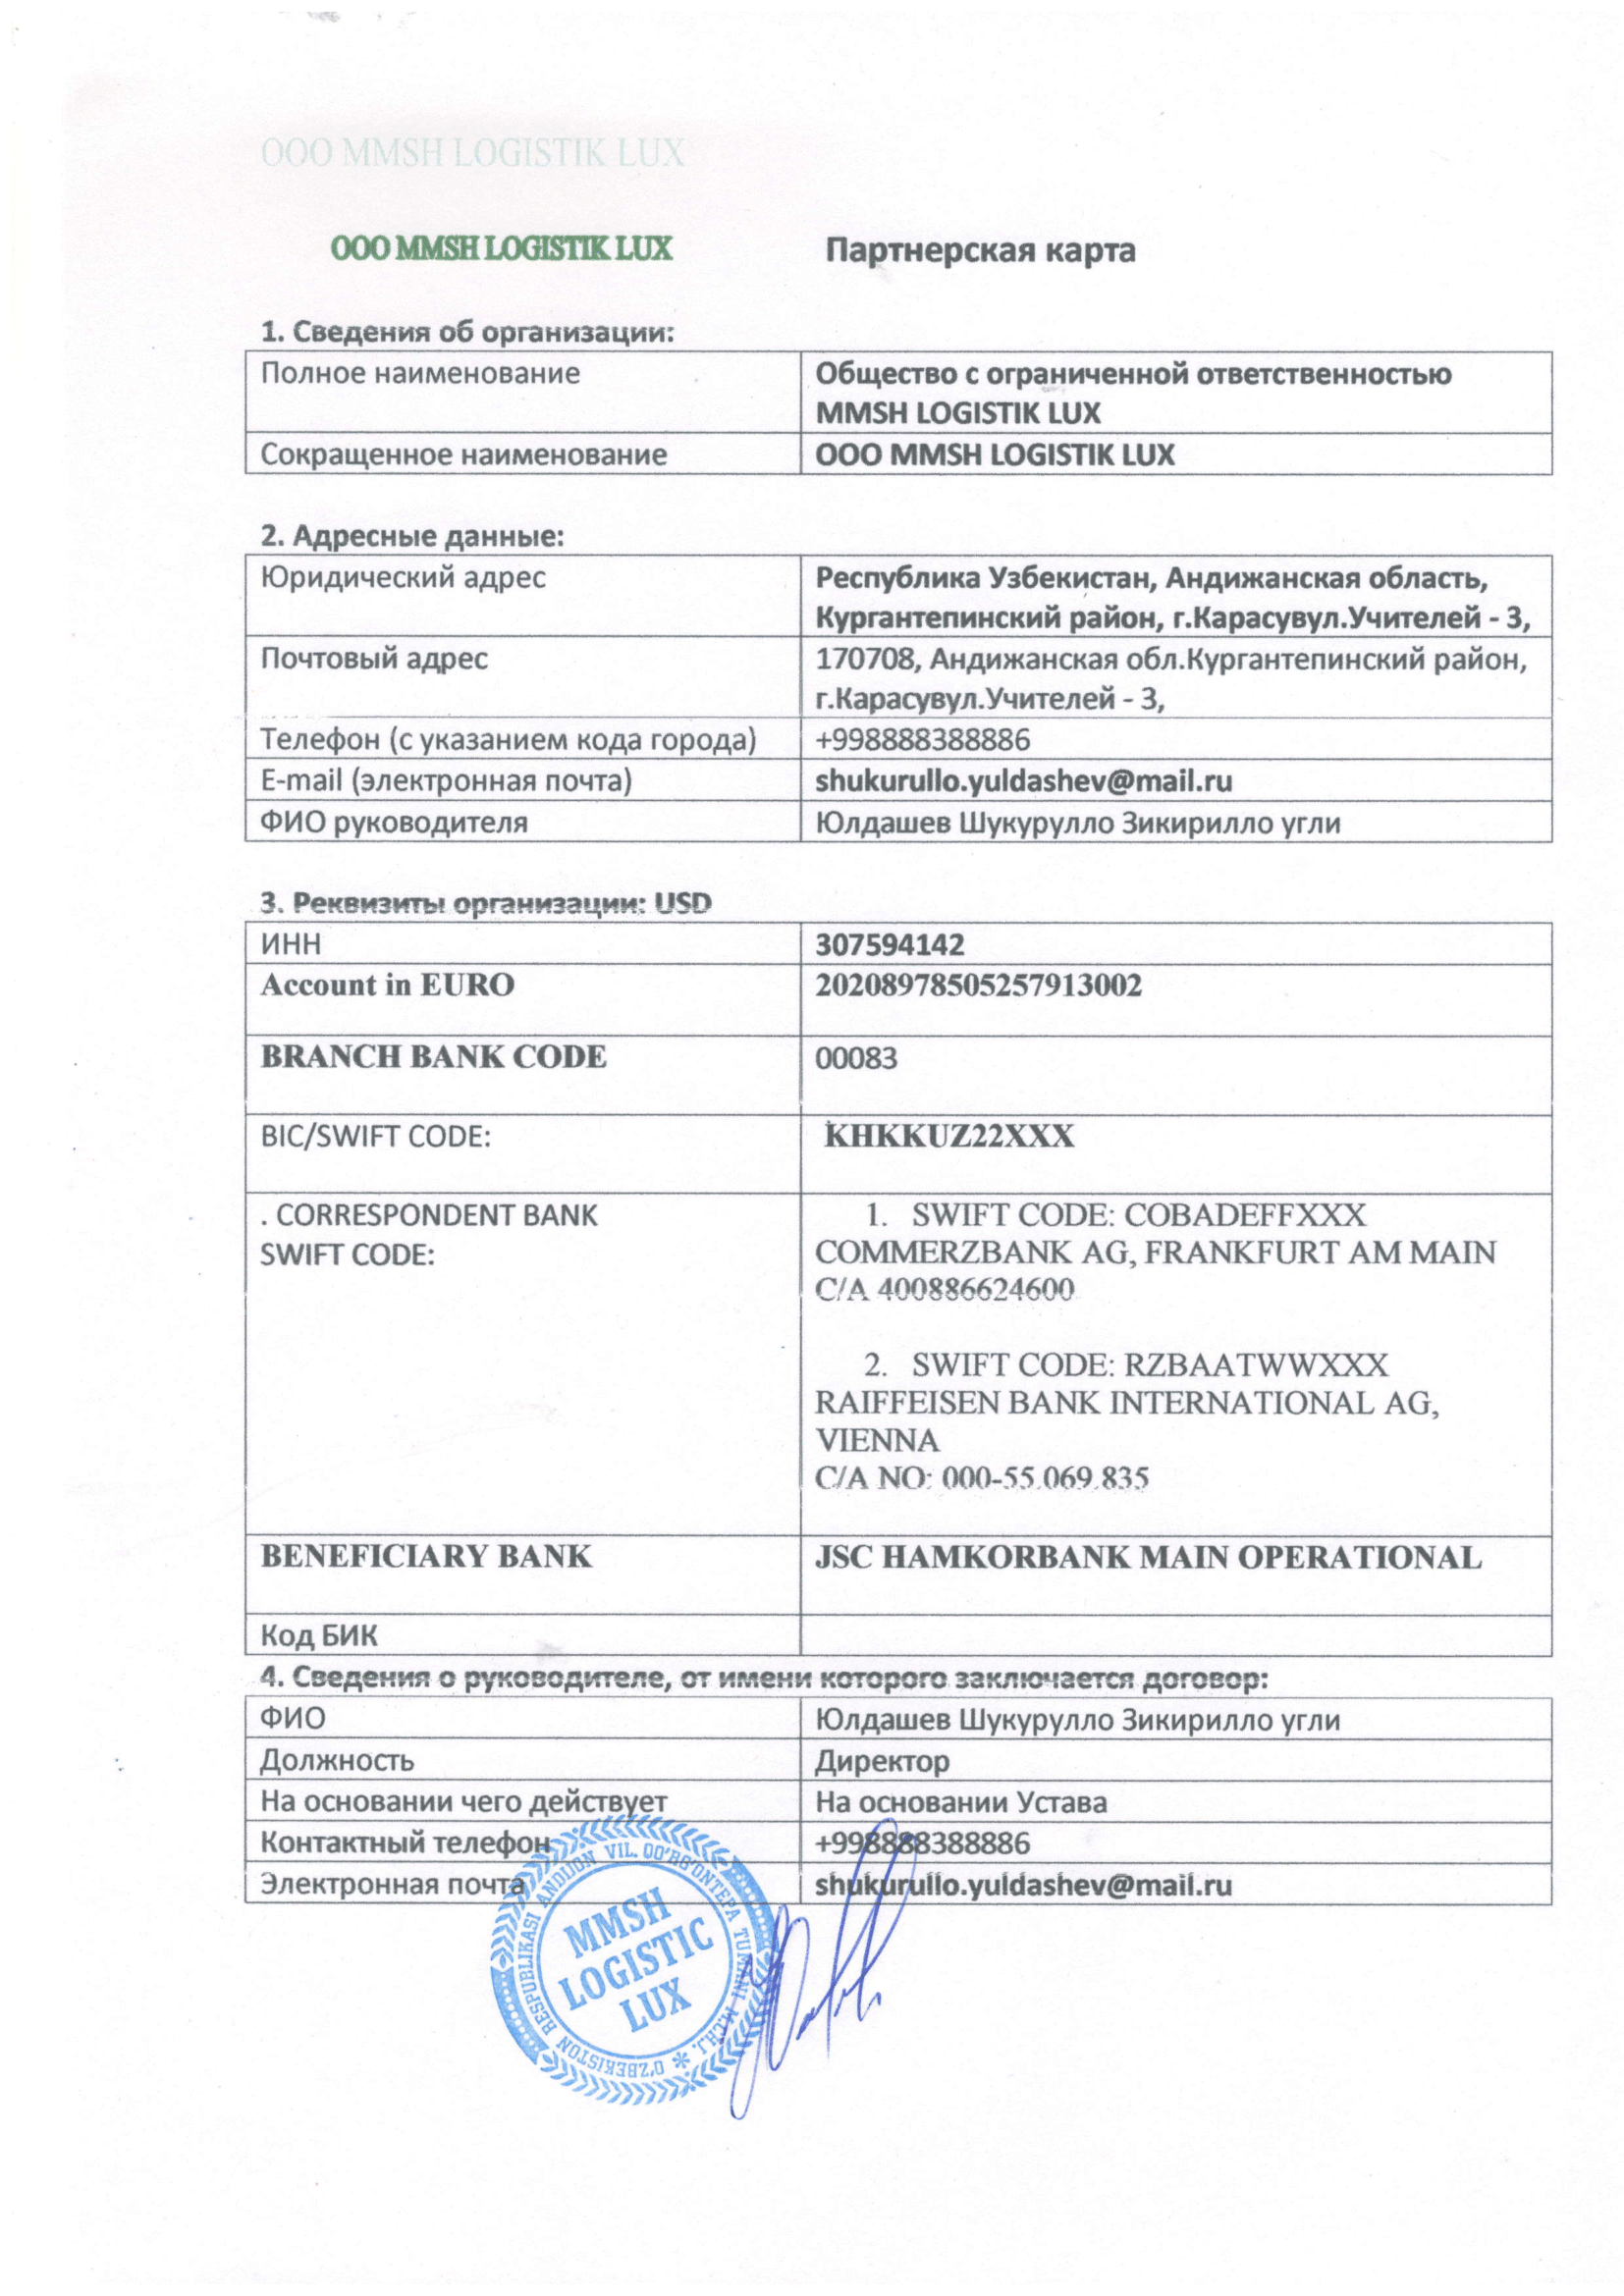 ООО MMSH LOGISTIK LUX
ООО MMSH LOGISTIK LUX Партнерская карта
1. Сведения об организации:
Полное наименование Общество с ограниченной ответственностью
MMSH LOGISTIK LUX
Сокращенное наименование ООО MMSH LOGISTIK LUX
2. Адресные данные:
Юридический адрес Республика Узбекистан, Андижанская область,
Кургантепинский район, г.Карасувул.Учителей - 3,
Почтовый адрес 170708, Андижанская обл.Кургантепинский район,
г.Карасувул.Учителей - 3,
Телефон (с указанием кода города) +998888388886
E-mail (электронная почта) shukurullo.yuldashev@mail.ru
ФИО руководителя Юлдашев Шукурулло Зикирилло угли
3. Реквизиты организации: USD
ИНН 307594142
Account in EURO 20208978505257913002
BRANCH BANK CODE 00083
BIC/SWIFT CODE: KHKKUZ22XXX
. CORRESPONDENT BANK 1. SWIFT CODE: COBADEFFXXX
SWIFT CODE: COMMERZBANK AG, FRANKFURT AM MAIN
C/A 400886624600
2. SWIFT CODE: RZBAATWWXXX
RAIFFEISEN BANK INTERNATIONAL AG,
VIENNA
C/A NO: 000-55.069.835
BENEFICIARY BANK JSC HAMKORBANK MAIN OPERATIONAL
Код БИК
4. Сведения о руководителе, от имени которого заключается договор:
ФИО Юлдашев Шукурулло Зикирилло угли
Должность Директор
На основании чего действует На основании Устава
Контактный телефон +998888388886
Электронная почта shukurullo.yuldashev@mail.ru
O'ZBEKISTON RESPUBLIKASI ANDIJON VIL. QO'RG'ONTEPA TUMANI M.CH.J. *
MMSH
LOGISTIC
LUX